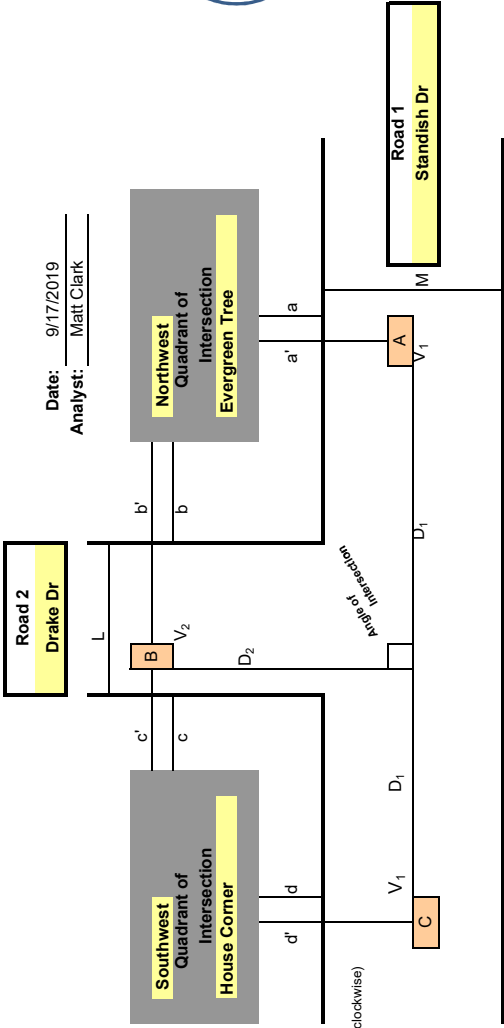 Date: 9/17/2019
Analyst: Matt Clark
Road 2
Drake Dr
L
Southwest
Quadrant of
Intersection
House Corner
c'
c
B
V2
b'
b
Northwest
Quadrant of
Intersection
Evergreen Tree
D2
d'
d
a'
a
Angle of
Intersection
Road 1
Standish Dr
M
C
V1
D1
D1
V1
A
clockwise)